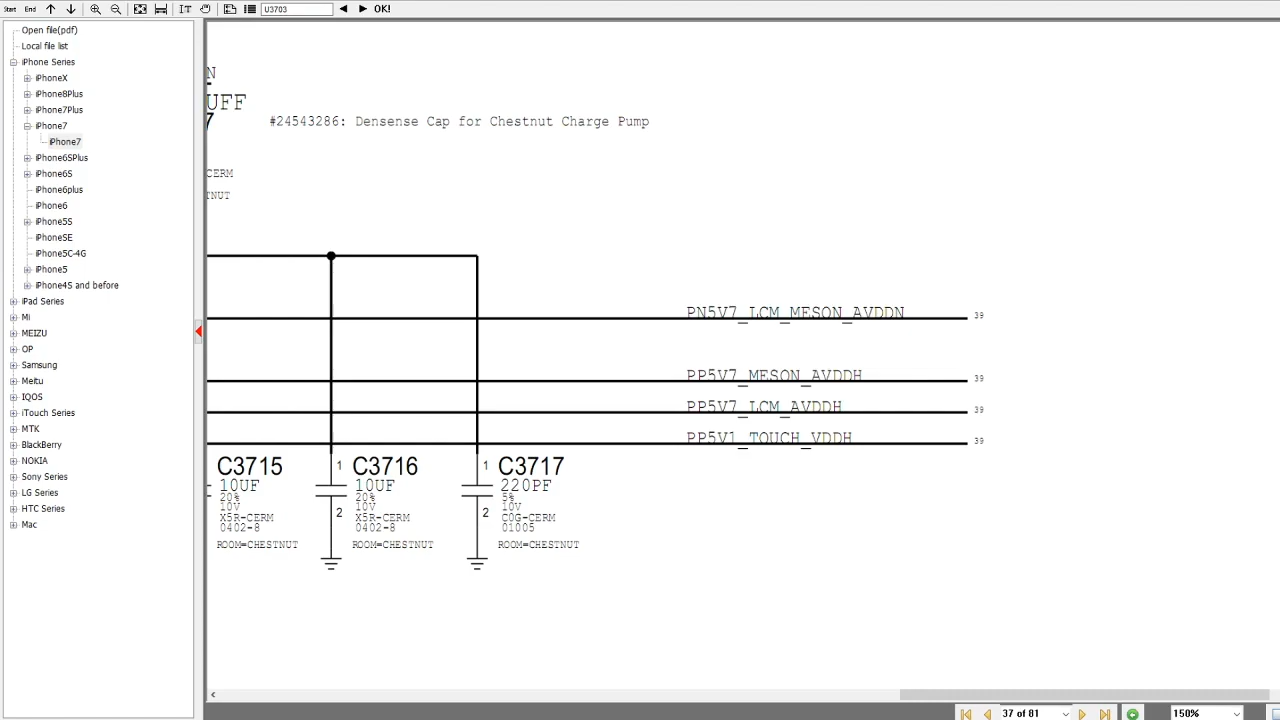 Start End IT U3703 OK!
Open file(pdf)
Local file list
iPhone Series
iPhoneX
iPhone8Plus
iPhone7Plus
iPhone7
iPhone7
iPhone6SPlus
iPhone6S
iPhone6plus
iPhone6
iPhone5S
iPhoneSE
iPhone5C-4G
iPhone5
iPhone4S and before
iPad Series
Mi
MEIZU
OP
Samsung
Meitu
IQOS
iTouch Series
MTK
BlackBerry
NOKIA
Sony Series
LG Series
HTC Series
Mac
N
UFF
7
#24543286: Densense Cap for Chestnut Charge Pump
CERM
TNUT
PN5V7_LCM_MESON_AVDDN 39
PP5V7_MESON_AVDDH 39
PP5V7_LCM_AVDDH 39
PP5V1_TOUCH_VDDH 39
C3715
10UF
20%
10V
X5R-CERM
0402-8
ROOM=CHESTNUT
1
2
C3716
10UF
20%
10V
X5R-CERM
0402-8
ROOM=CHESTNUT
1
2
C3717
220PF
5%
10V
C0G-CERM
01005
ROOM=CHESTNUT
37 of 81
150%